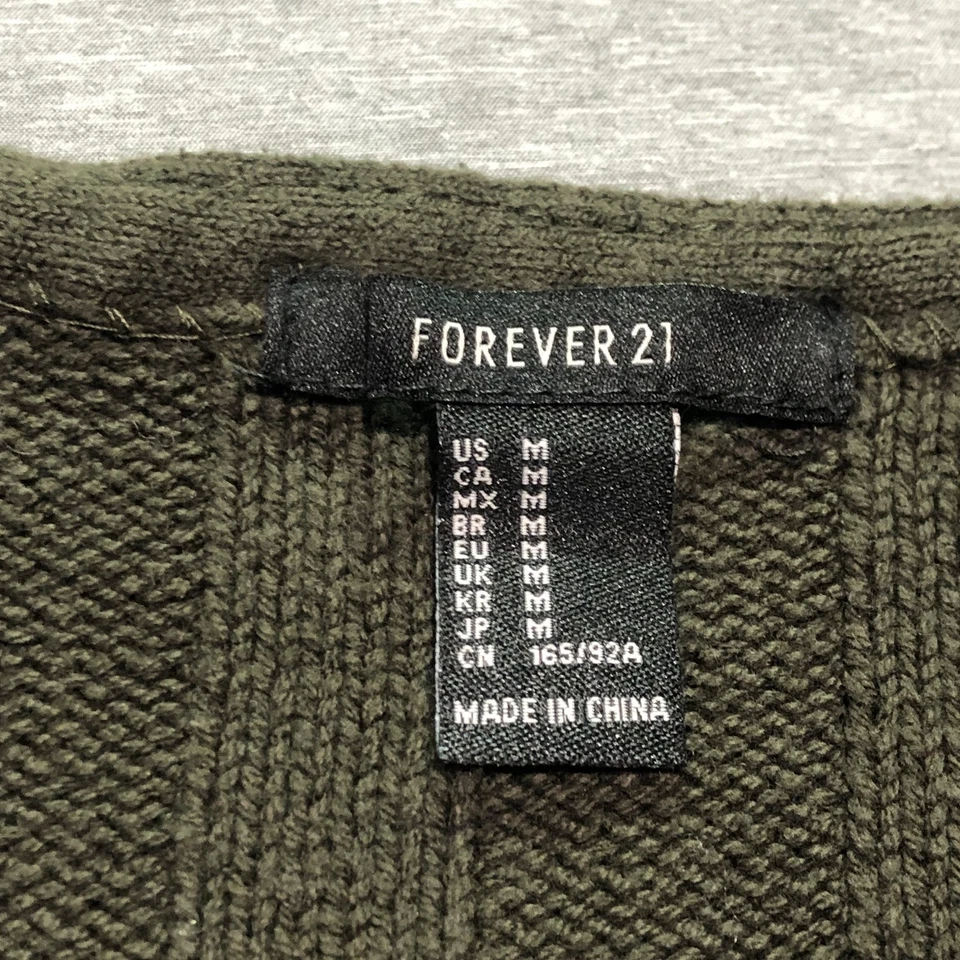 FOREVER 21
US M
CA M
MX M
BR M
EU M
UK M
KR M
JP M
CN 165/92A
MADE IN CHINA